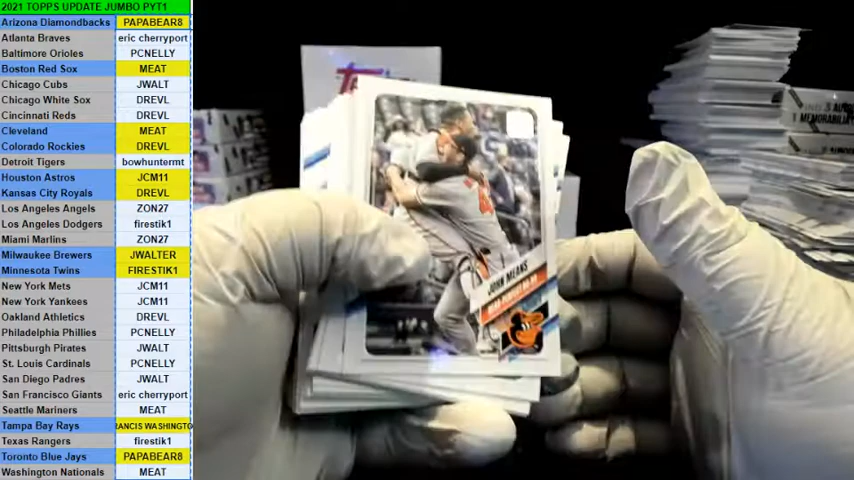 2021 TOPPS UPDATE JUMBO PYT1
Arizona Diamondbacks PAPABEAR8
Atlanta Braves eric cherryport
Baltimore Orioles PCNELLY
Boston Red Sox MEAT
Chicago Cubs JWALT
Chicago White Sox DREVL
Cincinnati Reds DREVL
Cleveland MEAT
Colorado Rockies DREVL
Detroit Tigers bowhuntermt
Houston Astros JCM11
Kansas City Royals DREVL
Los Angeles Angels ZON27
Los Angeles Dodgers firestik1
Miami Marlins ZON27
Milwaukee Brewers JWALTER
Minnesota Twins FIRESTIK1
New York Mets JCM11
New York Yankees JCM11
Oakland Athletics DREVL
Philadelphia Phillies PCNELLY
Pittsburgh Pirates JWALT
St. Louis Cardinals PCNELLY
San Diego Padres JWALT
San Francisco Giants eric cherryport
Seattle Mariners MEAT
Tampa Bay Rays RANCIS WASHINGTO
Texas Rangers firestik1
Toronto Blue Jays PAPABEAR8
Washington Nationals MEAT
JOHN MEANS
MEMORABILIA